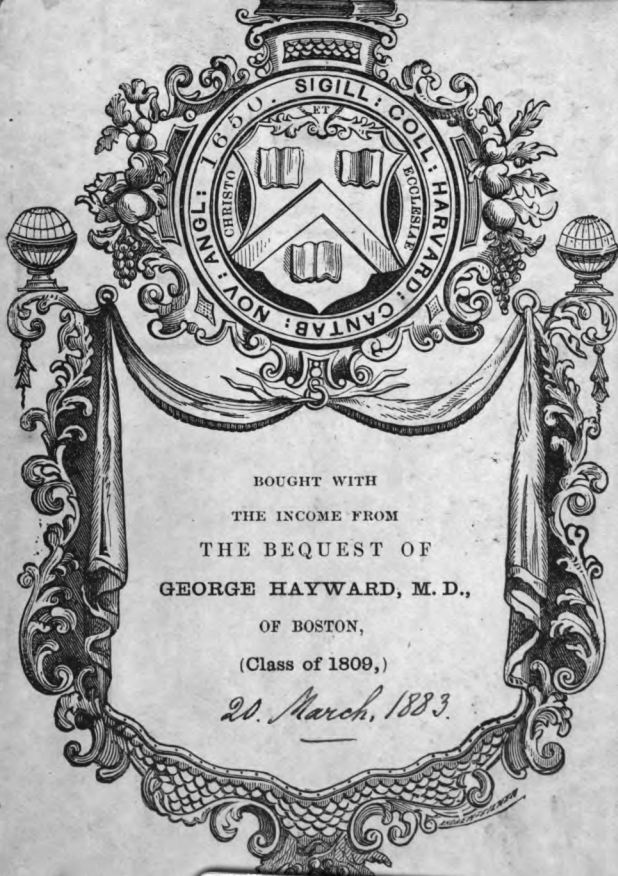 SIGILL: COLL: HARVARD: CANTAB: NOV: ANGL: 1650.
ET
CHRISTO
ECCLESIAE
BOUGHT WITH
THE INCOME FROM
THE BEQUEST OF
GEORGE HAYWARD, M. D.,
OF BOSTON,
(Class of 1809,)
20. March, 1883.